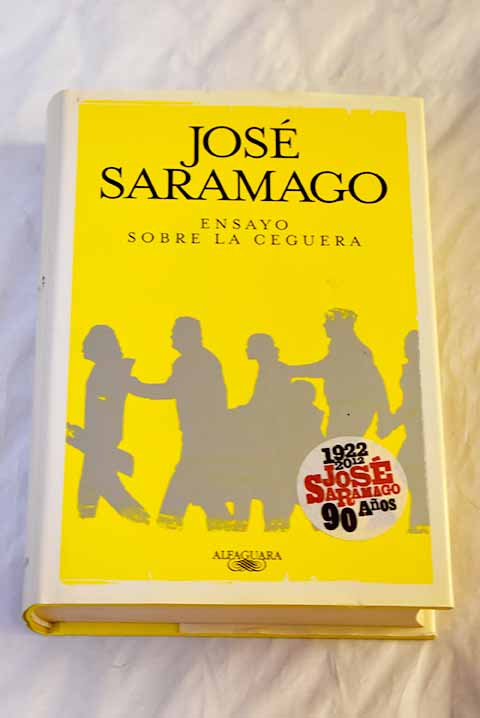 JOSÉ
SARAMAGO
ENSAYO
SOBRE LA CEGUERA
1922
2012
JOSÉ
SARAMAGO
90 Años
ALFAGUARA